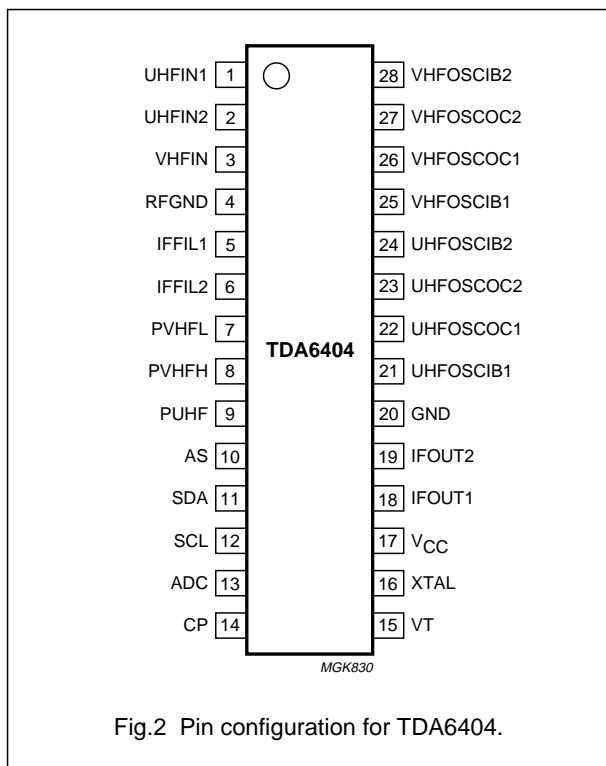 UHFIN1 1 28 VHFOSCIB2
UHFIN2 2 27 VHFOSCOC2
VHFIN 3 26 VHFOSCOC1
RFGND 4 25 VHFOSCIB1
IFFIL1 5 24 UHFOSCIB2
IFFIL2 6 23 UHFOSCOC2
PVHFL 7 22 UHFOSCOC1
TDA6404
PVHFH 8 21 UHFOSCIB1
PUHF 9 20 GND
AS 10 19 IFOUT2
SDA 11 18 IFOUT1
SCL 12 17 VCC
ADC 13 16 XTAL
CP 14 15 VT
MGK830
Fig.2 Pin configuration for TDA6404.